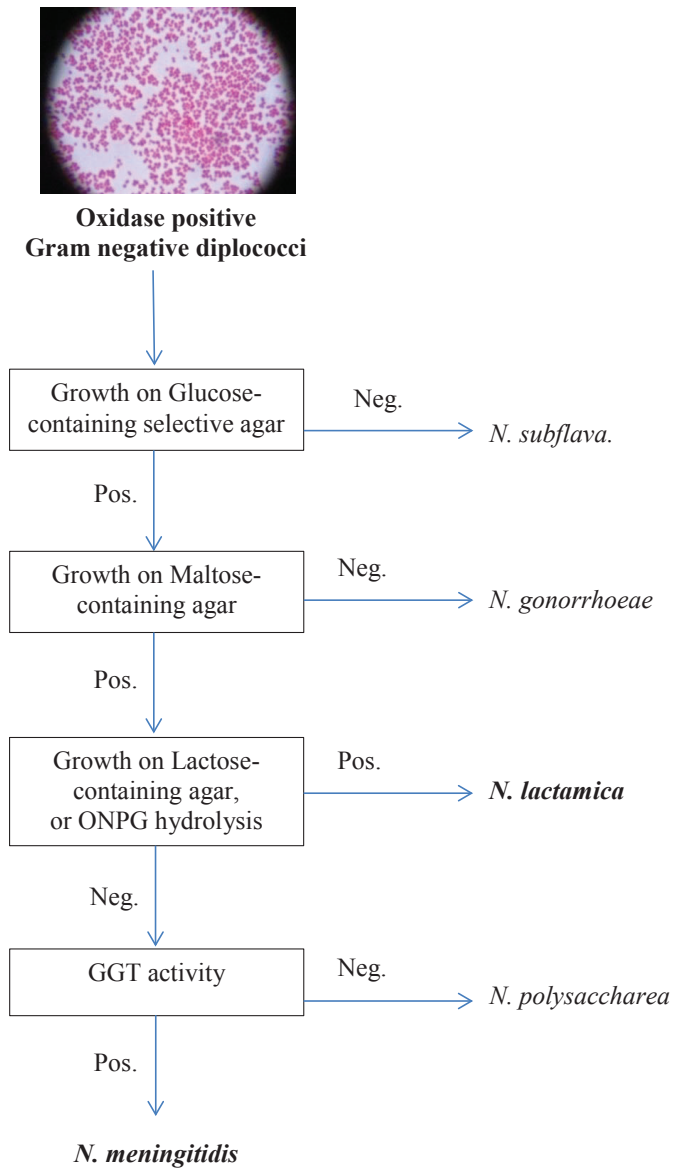 Oxidase positive
Gram negative diplococci
Growth on Glucose-
containing selective agar
Neg.
N. subflava.
Pos.
Growth on Maltose-
containing agar
Neg.
N. gonorrhoeae
Pos.
Growth on Lactose-
containing agar,
or ONPG hydrolysis
Pos.
N. lactamica
Neg.
GGT activity
Neg.
N. polysaccharea
Pos.
N. meningitidis